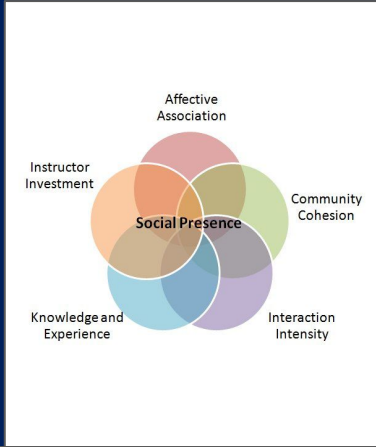 Affective
Association
Instructor
Investment
Community
Cohesion
Social Presence
Knowledge and
Experience
Interaction
Intensity